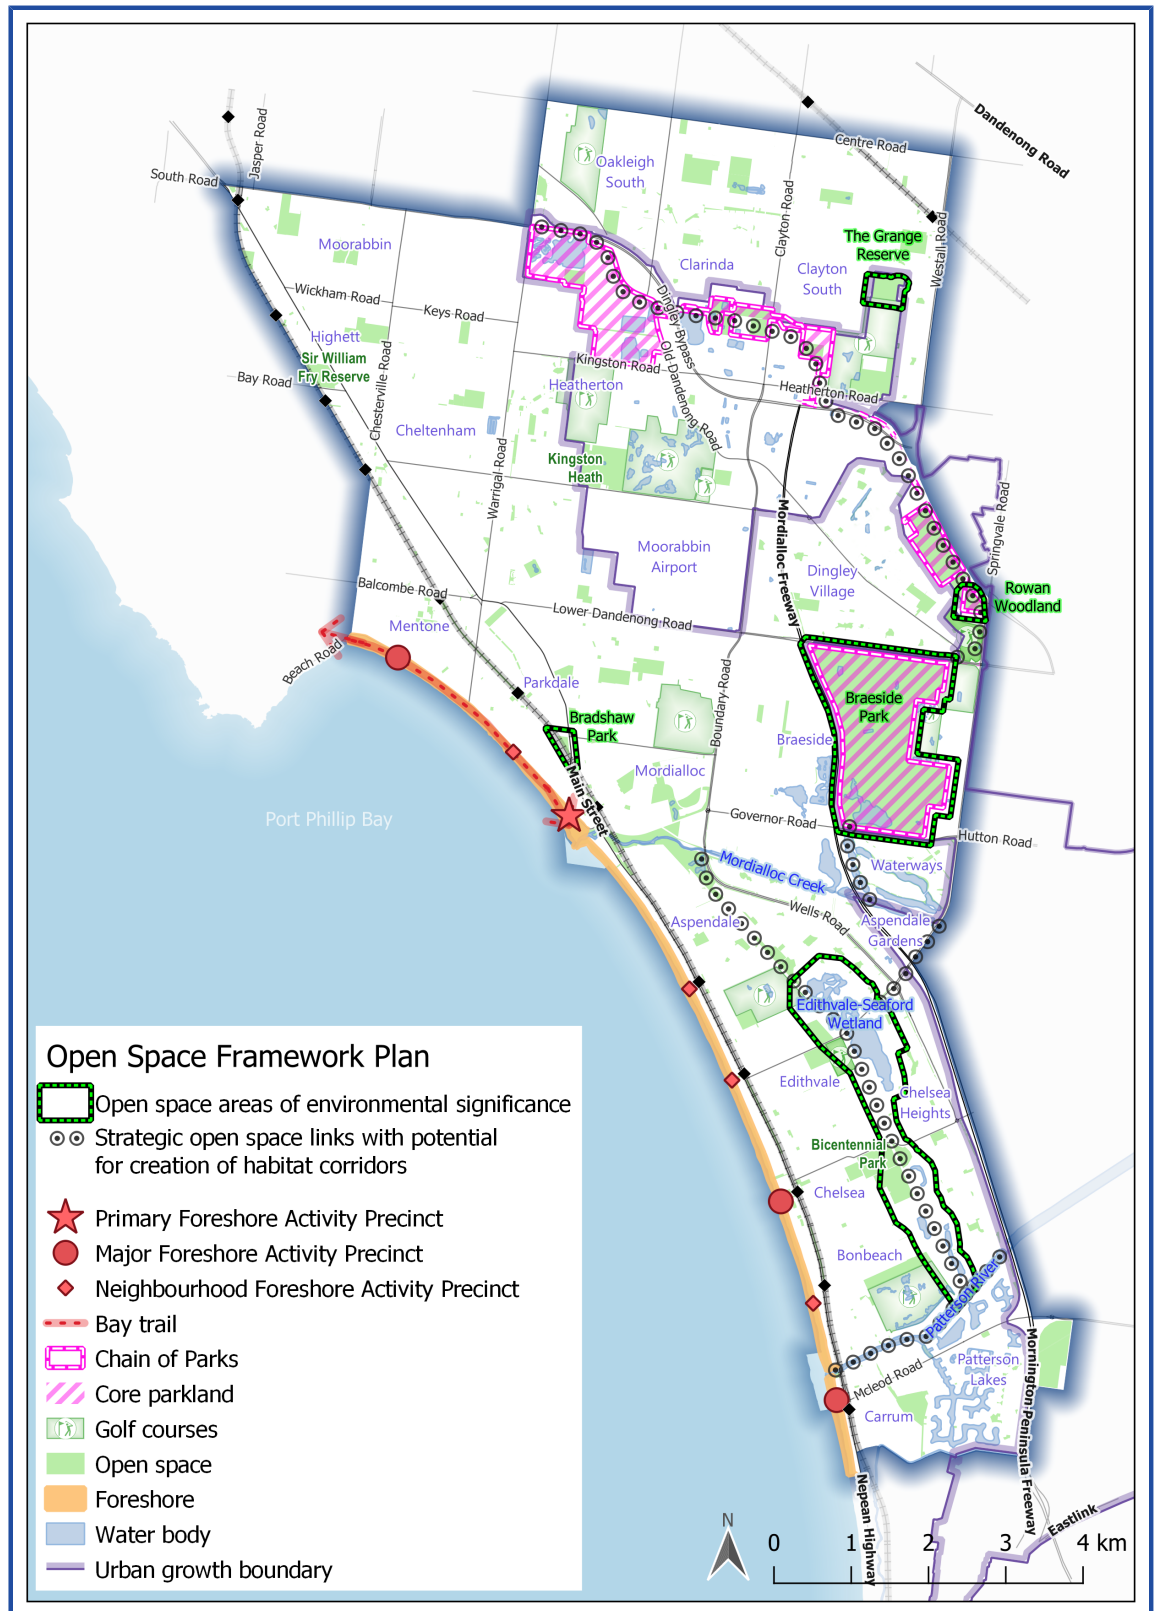 Dandenong Road
Centre Road
Jasper Road
South Road
Oakleigh
South
Clayton Road
Westall Road
The Grange
Reserve
Moorabbin
Clarinda
Clayton
South
Wickham Road
Keys Road
Dingley Bypass
Highett
Sir William
Fry Reserve
Old Dandenong Road
Kingston Road
Heatherton Road
Bay Road
Chesterville Road
Heatherton
Cheltenham
Warrigal Road
Kingston
Heath
Mordialloc Freeway
Springvale Road
Moorabbin
Airport
Dingley
Village
Rowan
Woodland
Balcombe Road
Lower Dandenong Road
Mentone
Beach Road
Parkdale
Boundary Road
Bradshaw
Park
Braeside
Park
Braeside
Main Street
Mordialloc
Port Phillip Bay
Governor Road
Hutton Road
Mordialloc Creek
Waterways
Wells Road
Aspendale
Aspendale
Gardens
Edithvale-Seaford
Wetland
Edithvale
Chelsea
Heights
Bicentennial
Park
Chelsea
Bonbeach
Patterson River
Patterson
Lakes
Mcleod Road
Carrum
Mornington Peninsula Freeway
Nepean Highway
Eastlink
Open Space Framework Plan
Open space areas of environmental significance
Strategic open space links with potential
for creation of habitat corridors
Primary Foreshore Activity Precinct
Major Foreshore Activity Precinct
Neighbourhood Foreshore Activity Precinct
Bay trail
Chain of Parks
Core parkland
Golf courses
Open space
Foreshore
Water body
Urban growth boundary
N
0 1 2 3 4 km